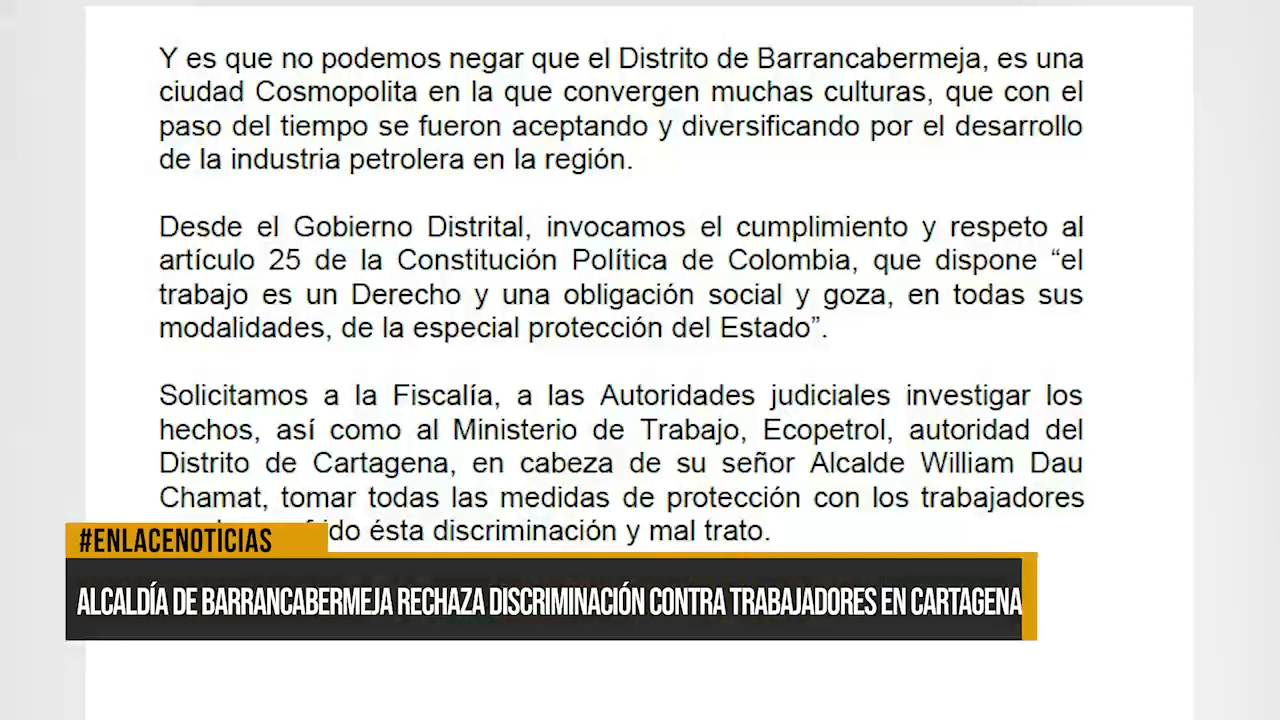 Y es que no podemos negar que el Distrito de Barrancabermeja, es una
ciudad Cosmopolita en la que convergen muchas culturas, que con el
paso del tiempo se fueron aceptando y diversificando por el desarrollo
de la industria petrolera en la región.
Desde el Gobierno Distrital, invocamos el cumplimiento y respeto al
artículo 25 de la Constitución Política de Colombia, que dispone “el
trabajo es un Derecho y una obligación social y goza, en todas sus
modalidades, de la especial protección del Estado”.
Solicitamos a la Fiscalía, a las Autoridades judiciales investigar los
hechos, así como al Ministerio de Trabajo, Ecopetrol, autoridad del
Distrito de Cartagena, en cabeza de su señor Alcalde William Dau
Chamat, tomar todas las medidas de protección con los trabajadores
ésta discriminación y mal trato.
#ENLACENOTICIAS
ALCALDÍA DE BARRANCABERMEJA RECHAZA DISCRIMINACIÓN CONTRA TRABAJADORES EN CARTAGENA